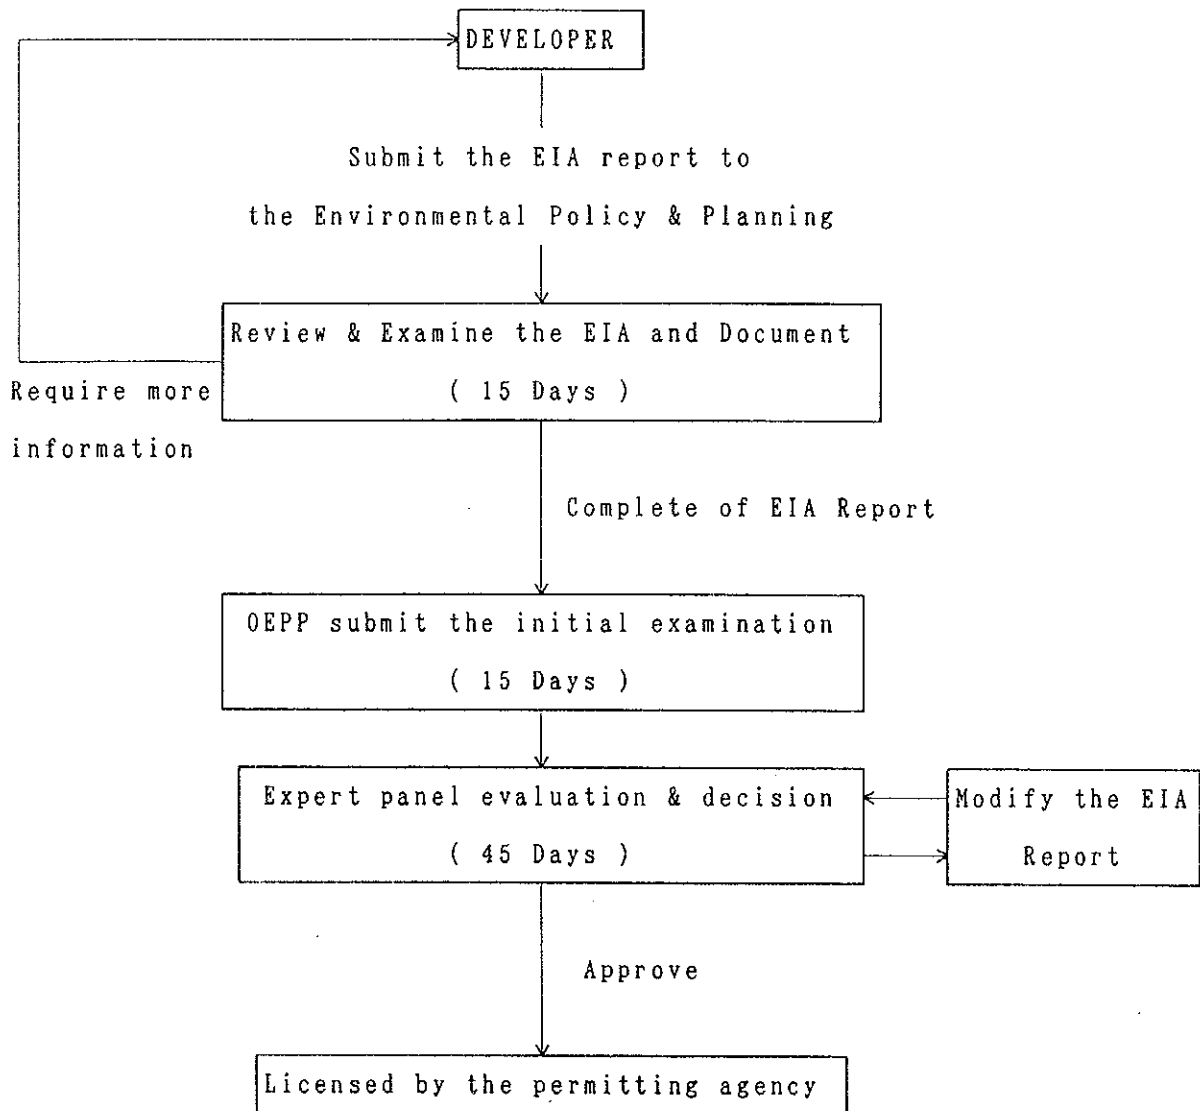 DEVELOPER
Submit the EIA report to
the Environmental Policy & Planning
Review & Examine the EIA and Document
( 15 Days )
Require more
information
Complete of EIA Report
OEPP submit the initial examination
( 15 Days )
Expert panel evaluation & decision
( 45 Days )
Modify the EIA
Report
Approve
Licensed by the permitting agency